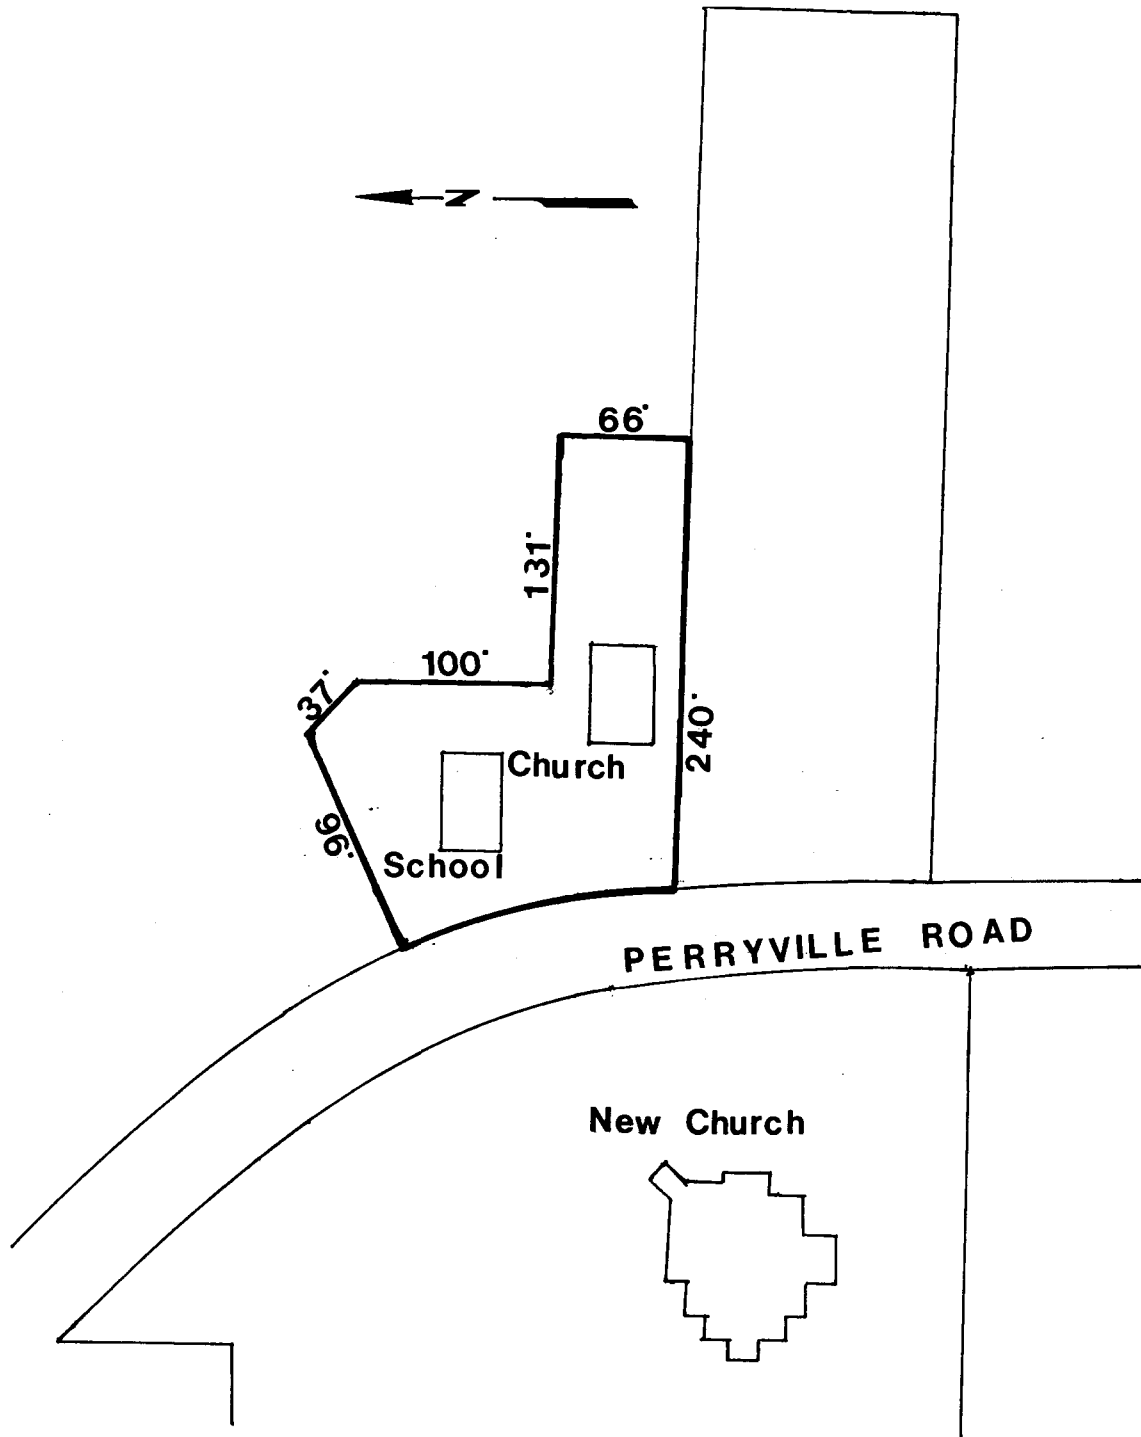 N
66'
131'
100'
37'
240'
Church
96'
School
PERRYVILLE ROAD
New Church